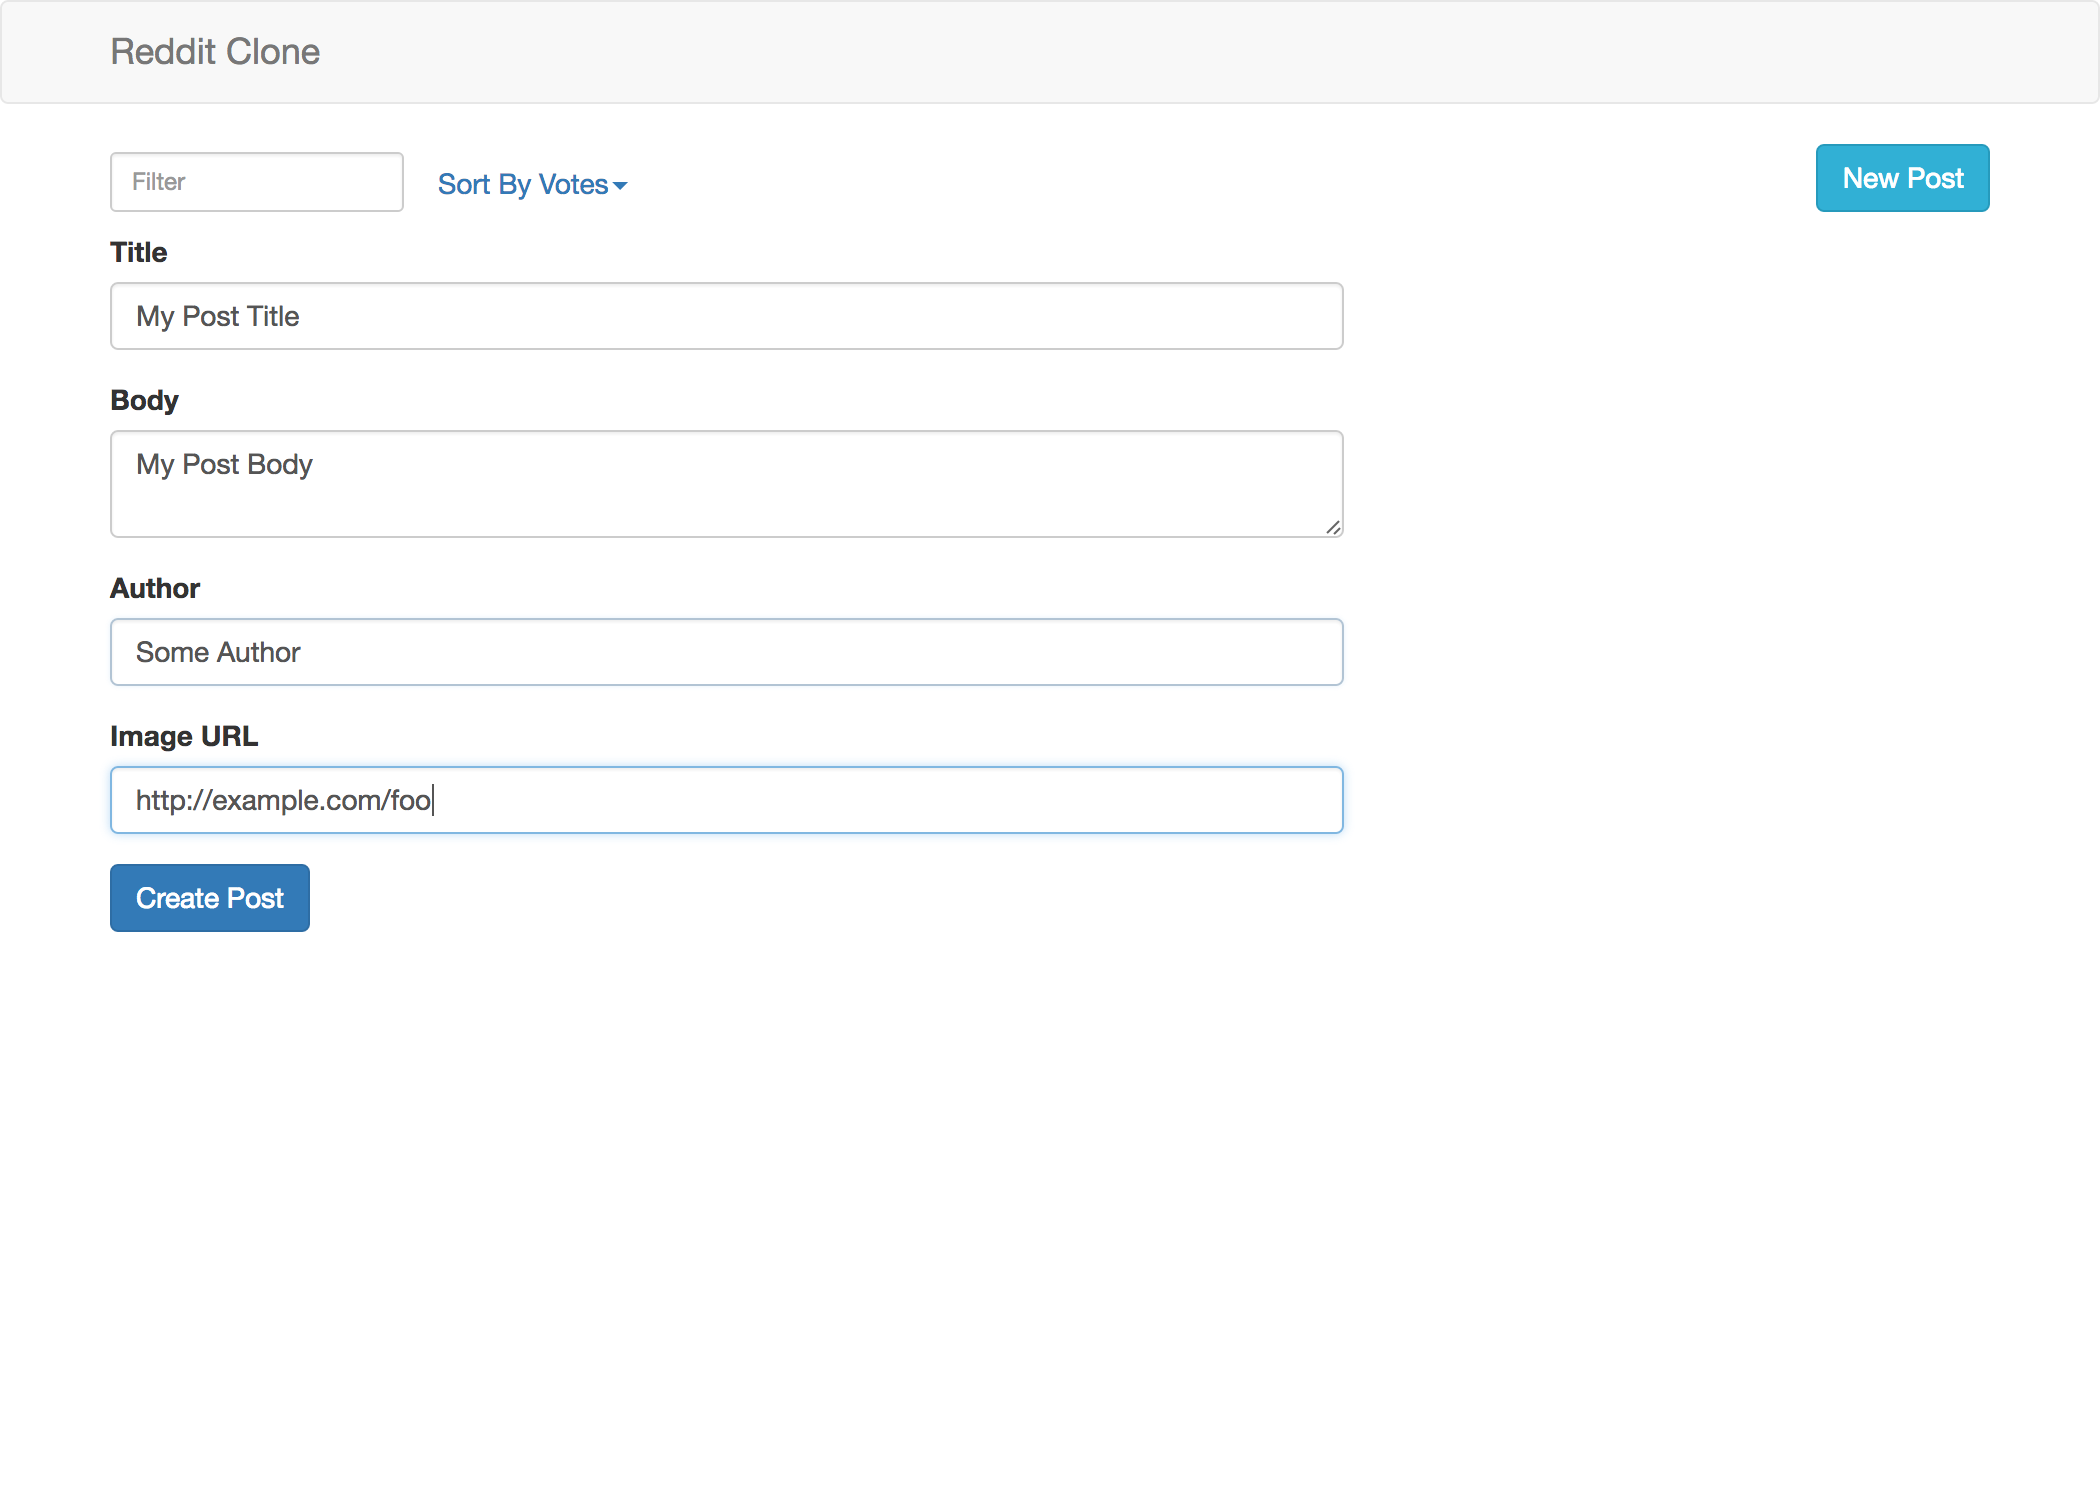 Reddit Clone
Filter
Sort By Votes
New Post
Title
My Post Title
Body
My Post Body
Author
Some Author
Image URL
http://example.com/foo
Create Post